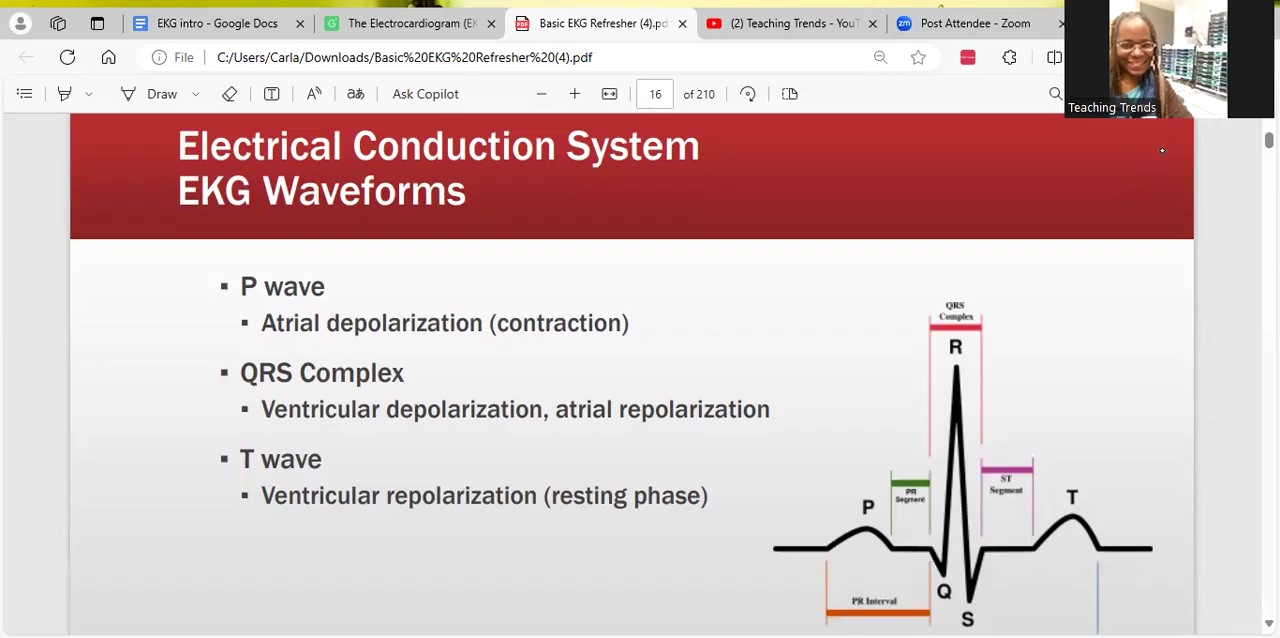 EKG intro - Google Docs
The Electrocardiogram (EK
Basic EKG Refresher (4).pd
(2) Teaching Trends - YouT
Post Attendee - Zoom
File
C:/Users/Carla/Downloads/Basic%20EKG%20Refresher%20(4).pdf
Draw
Ask Copilot
16 of 210
Teaching Trends
Electrical Conduction System
EKG Waveforms
▪ P wave
▪ Atrial depolarization (contraction)
▪ QRS Complex
▪ Ventricular depolarization, atrial repolarization
▪ T wave
▪ Ventricular repolarization (resting phase)
QRS
Complex
R
PR
Segment
ST
Segment
P
T
Q
S
PR Interval